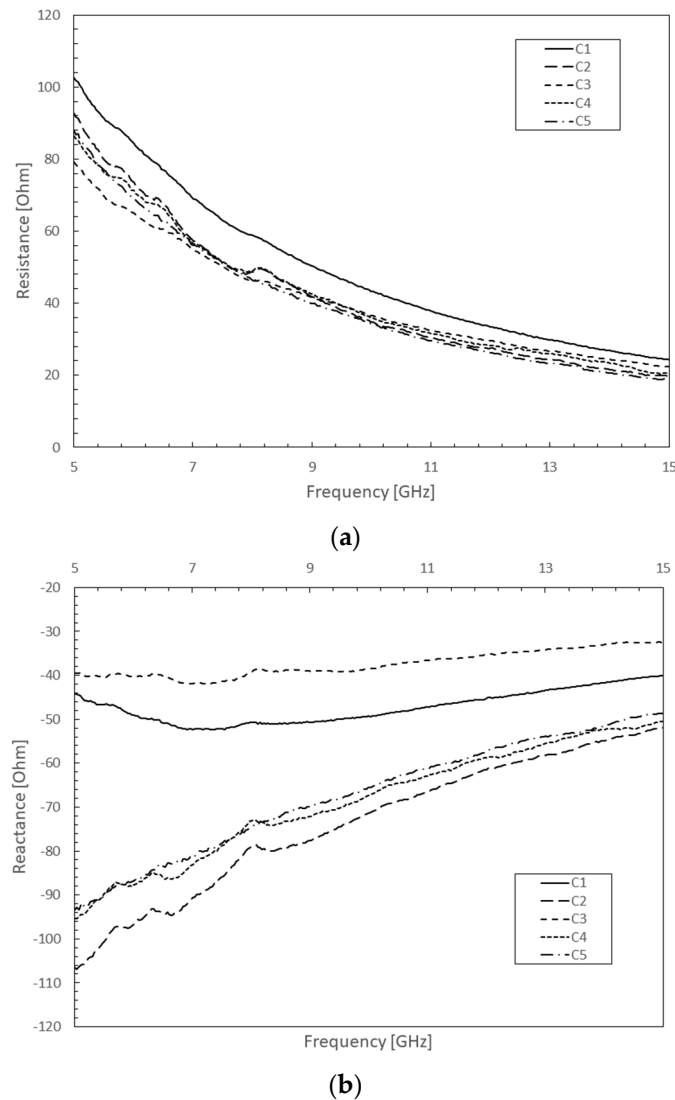 120
100
80
60
40
20
0
Resistance [Ohm]
C1
C2
C3
C4
C5
5 7 9 11 13 15
Frequency [GHz]
(a)
5 7 9 11 13 15
-20
-30
-40
-50
-60
-70
-80
-90
-100
-110
-120
Reactance [Ohm]
C1
C2
C3
C4
C5
Frequency [GHz]
(b)